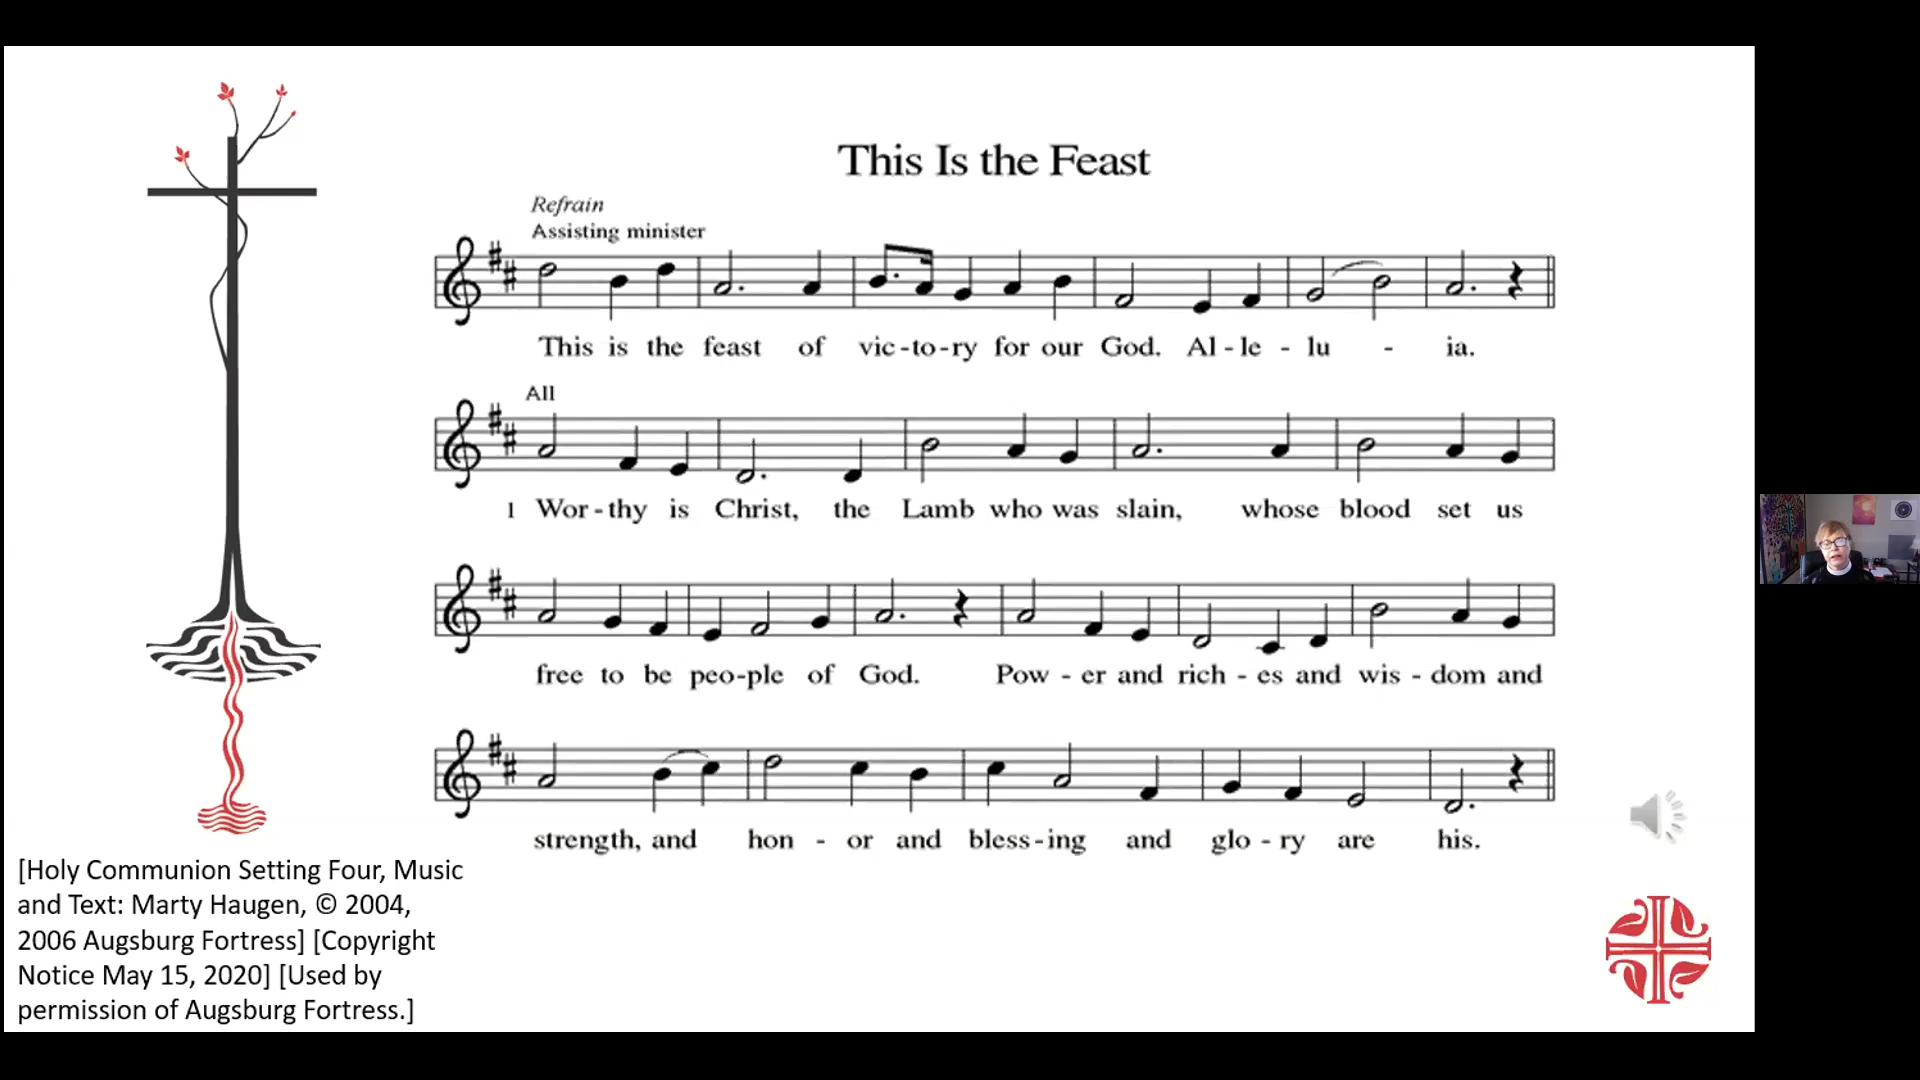 This Is the Feast
Refrain
Assisting minister
This is the feast of vic - to - ry for our God. Al - le - lu - ia.
All
1 Wor - thy is Christ, the Lamb who was slain, whose blood set us
free to be peo - ple of God. Pow - er and rich - es and wis - dom and
strength, and hon - or and bless - ing and glo - ry are his.
[Holy Communion Setting Four, Music
and Text: Marty Haugen, © 2004,
2006 Augsburg Fortress] [Copyright
Notice May 15, 2020] [Used by
permission of Augsburg Fortress.]